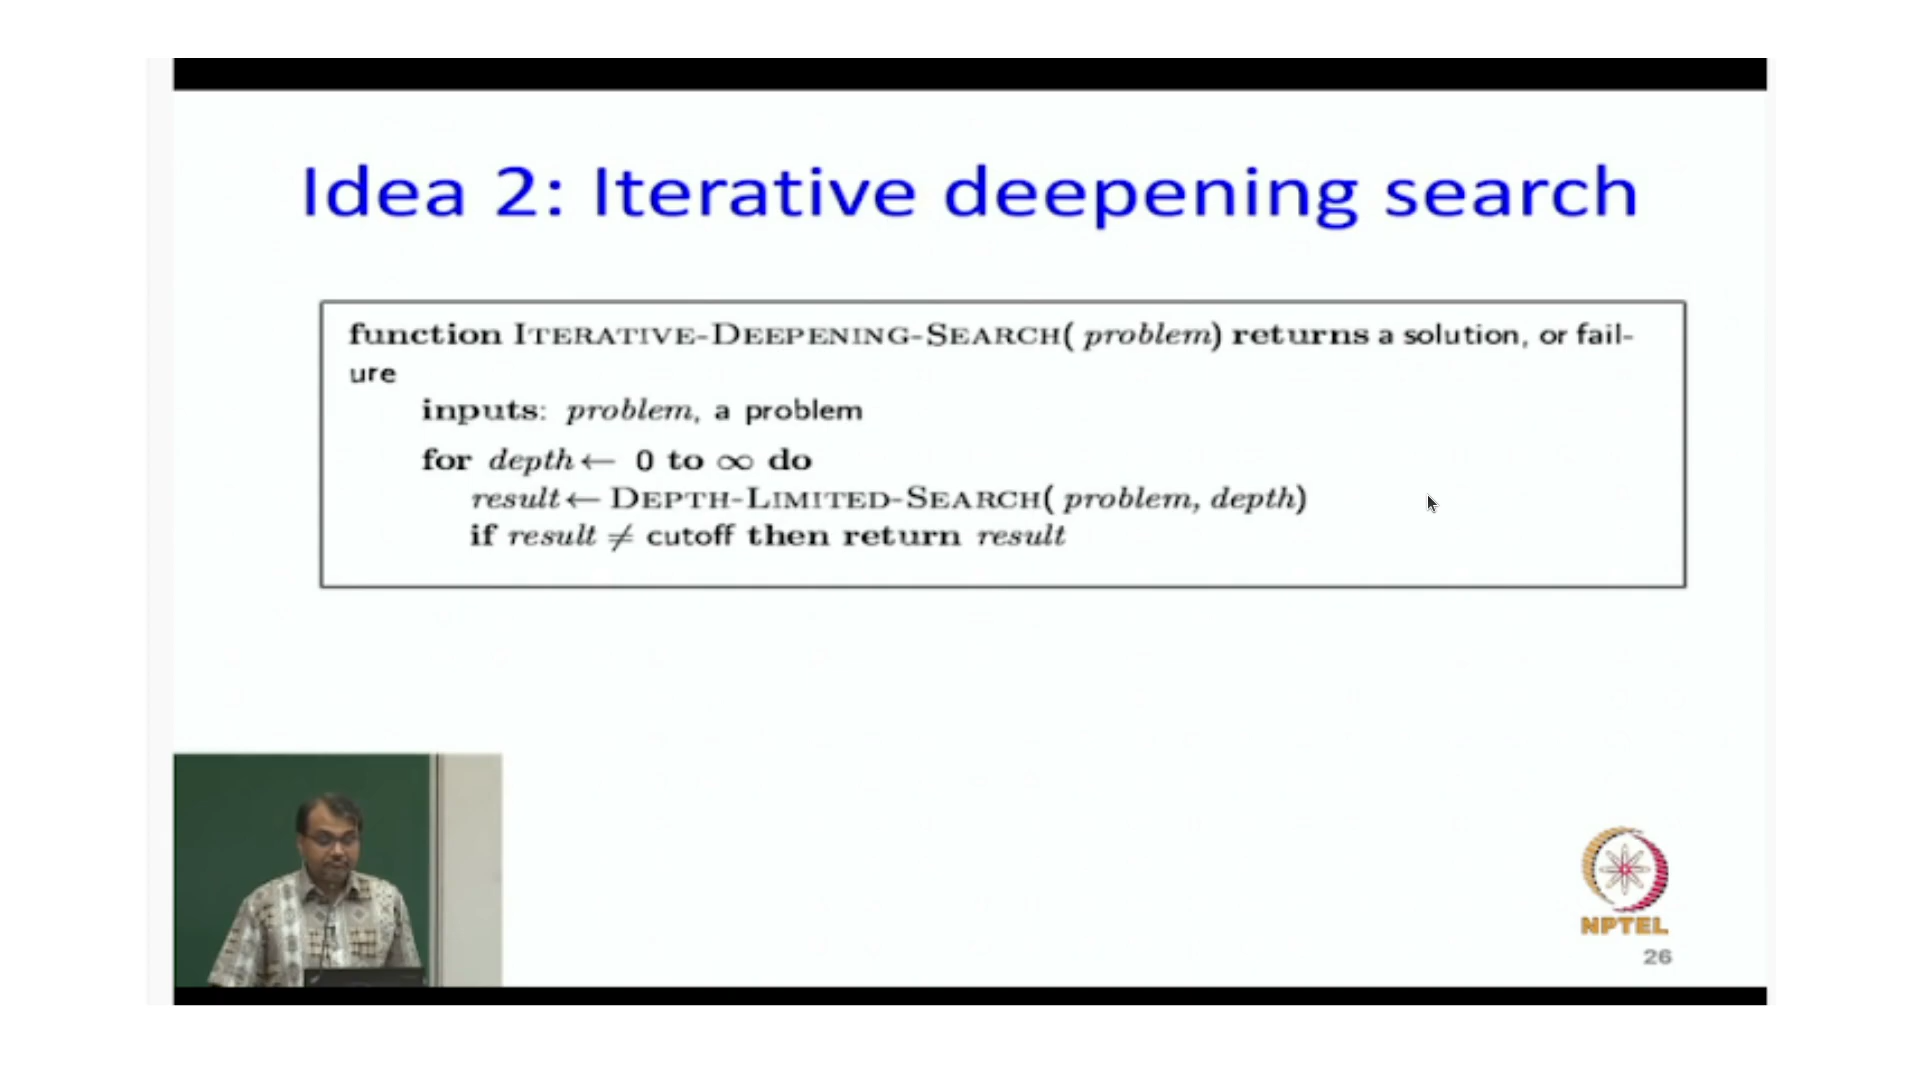 Idea 2: Iterative deepening search
function ITERATIVE-DEEPENING-SEARCH( problem) returns a solution, or fail-
ure
inputs: problem, a problem
for depth ← 0 to ∞ do
result ← DEPTH-LIMITED-SEARCH( problem, depth)
if result ≠ cutoff then return result
NPTEL
26